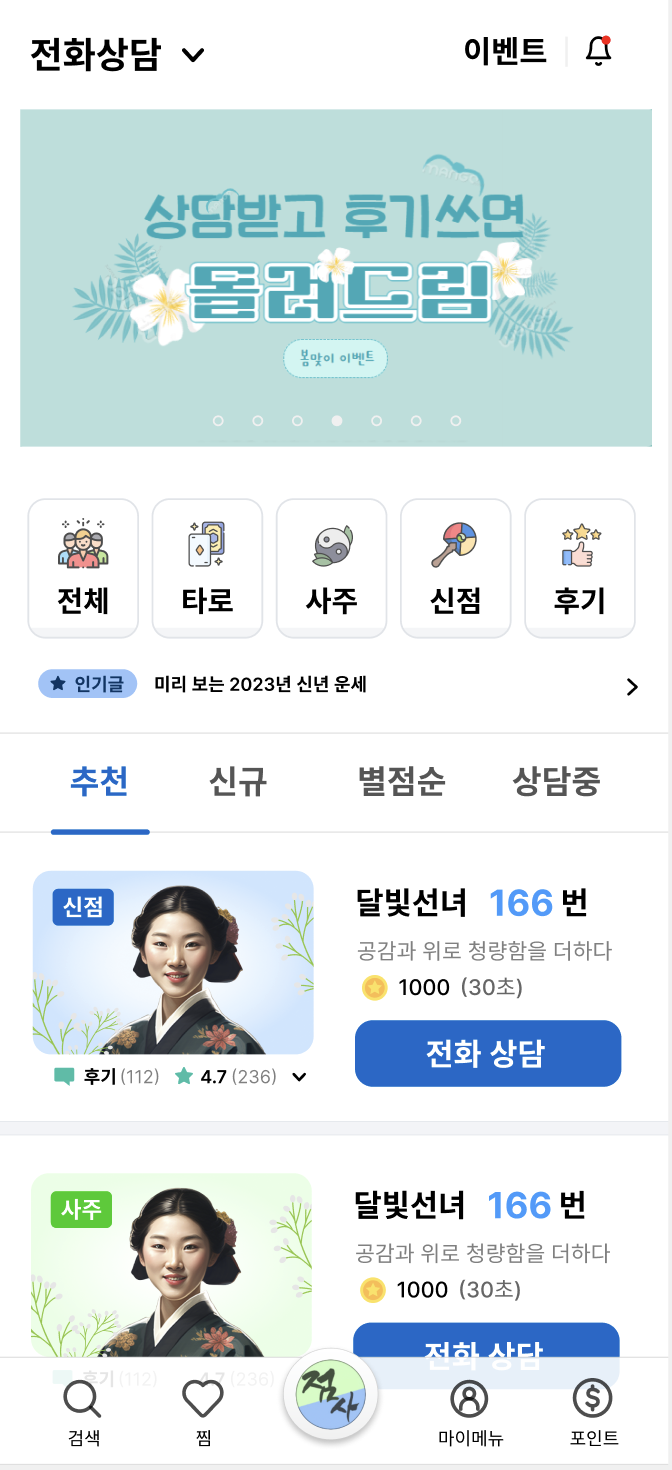 전화상담
이벤트
상담받고 후기쓰면
몰려드림
봄맞이 이벤트
전체
타로
사주
신점
후기
인기글 미리 보는 2023년 신년 운세
추천
신규
별점순
상담중
신점
달빛선녀 166 번
공감과 위로 청량함을 더하다
1000 (30초)
전화 상담
후기 (112) 4.7 (236)
사주
달빛선녀 166 번
공감과 위로 청량함을 더하다
1000 (30초)
전화 상담
후기 (112) 4.7 (236)
점사
검색
찜
마이메뉴
포인트